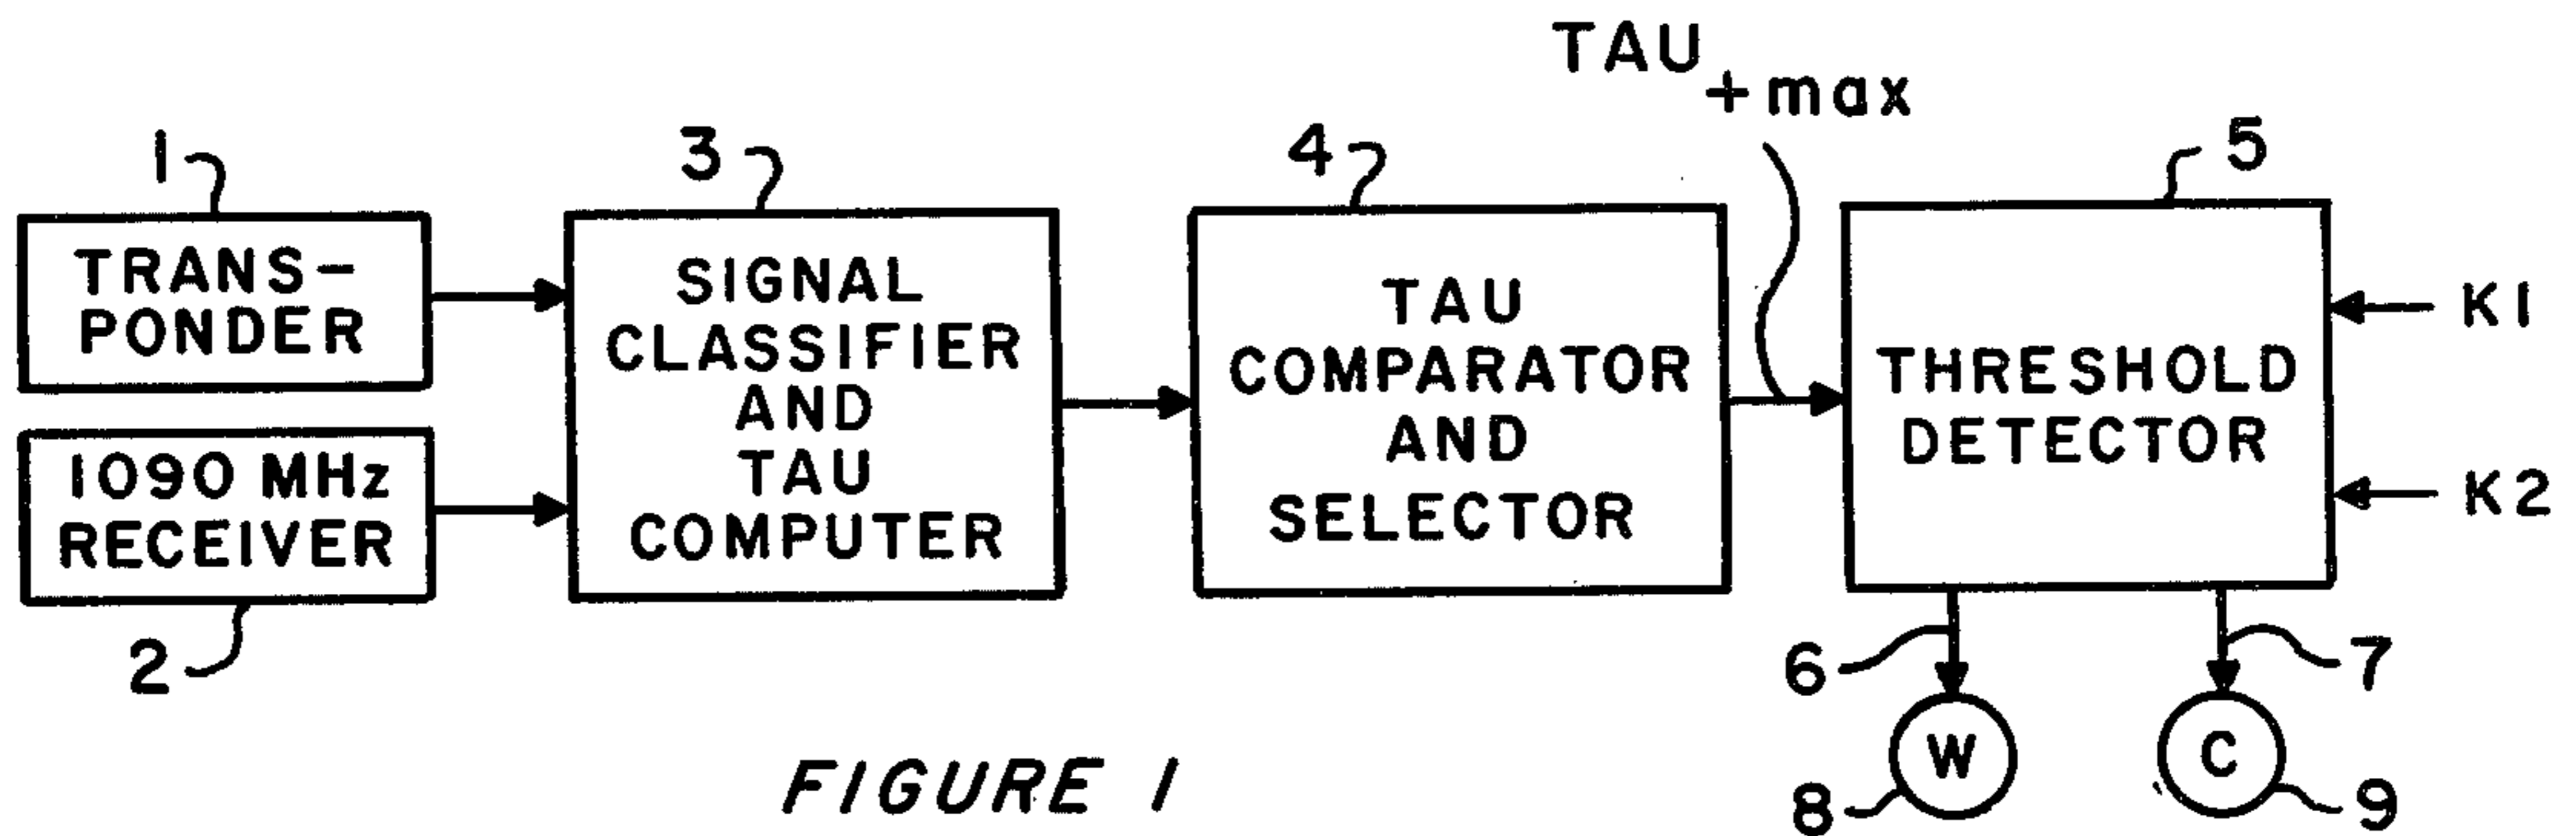 TAU +max
1
3
4
5
TRANS-
PONDER
SIGNAL
CLASSIFIER
AND
TAU
COMPUTER
TAU
COMPARATOR
AND
SELECTOR
THRESHOLD
DETECTOR
K1
K2
1090 MHz
RECEIVER
2
6
7
W
C
8
9
FIGURE 1